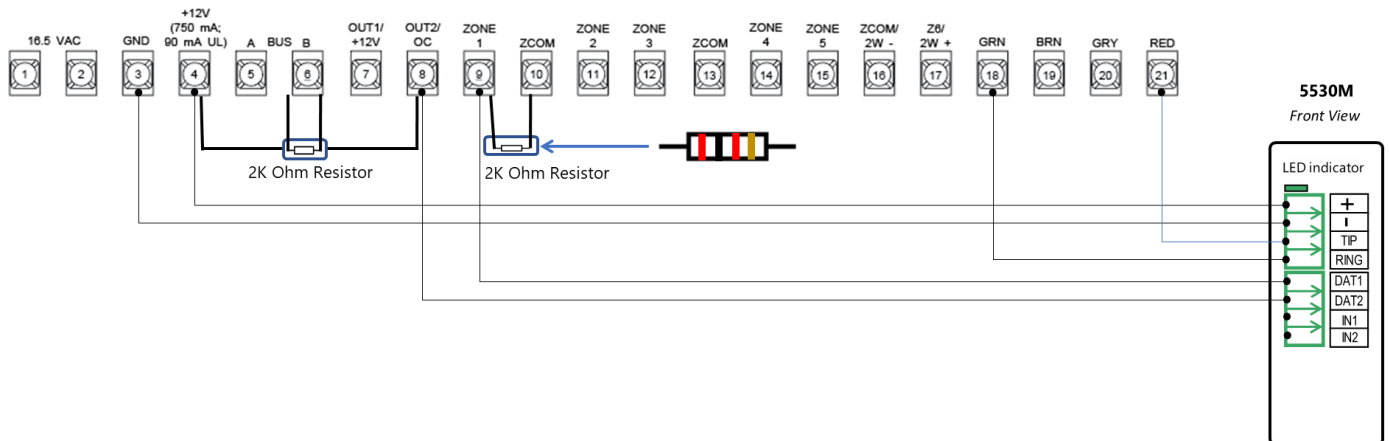 +12V
(750 mA;
90 mA UL)
16.5 VAC
GND
A BUS B
OUT1/
+12V
OUT2/
OC
ZONE
1
ZCOM
ZONE
2
ZONE
3
ZCOM
ZONE
4
ZONE
5
ZCOM/
2W -
Z6/
2W +
GRN
BRN
GRY
RED
1 2 3 4 5 6 7 8 9 10 11 12 13 14 15 16 17 18 19 20 21
5530M
Front View
2K Ohm Resistor
2K Ohm Resistor
LED indicator
+
-
TIP
RING
DAT1
DAT2
IN1
IN2